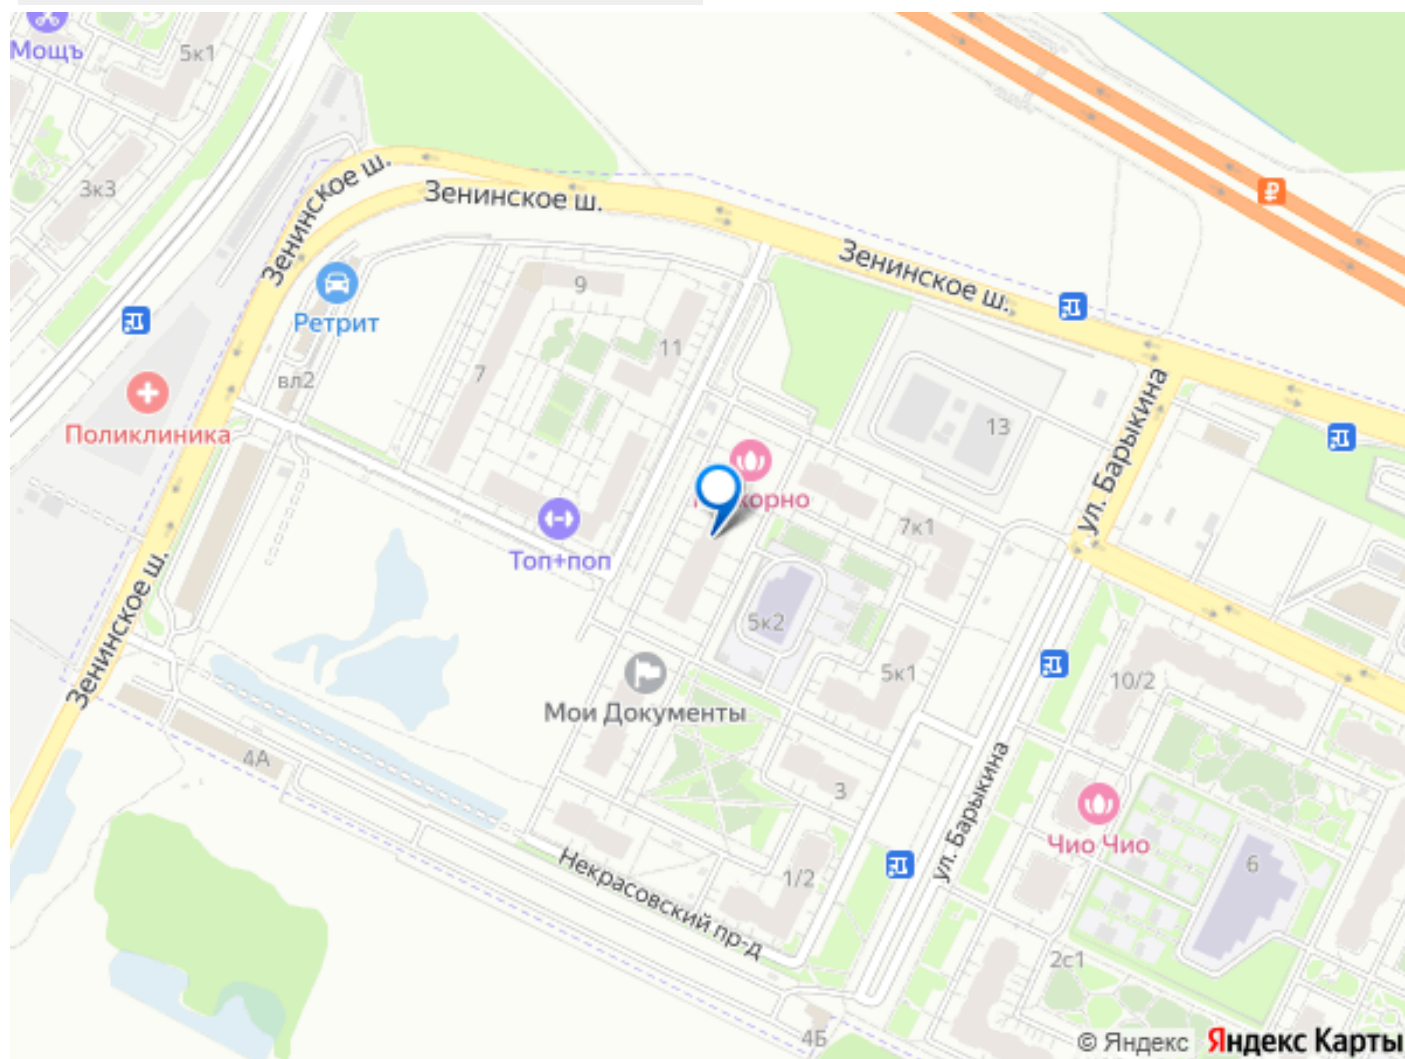 Мощъ
5к1
3к3
Зенинское ш.
Зенинское ш.
Зенинское ш.
₽
9
Ретрит
11
7
вл2
Поликлиника
13
ул. Барыкина
7к1
Топ+поп
5к2
Зенинское ш.
5к1
10/2
Мои Документы
4А
3
ул. Барыкина
Чио Чио
Некрасовский пр-д
1/2
6
2с1
4Б
© Яндекс Яндекс Карты